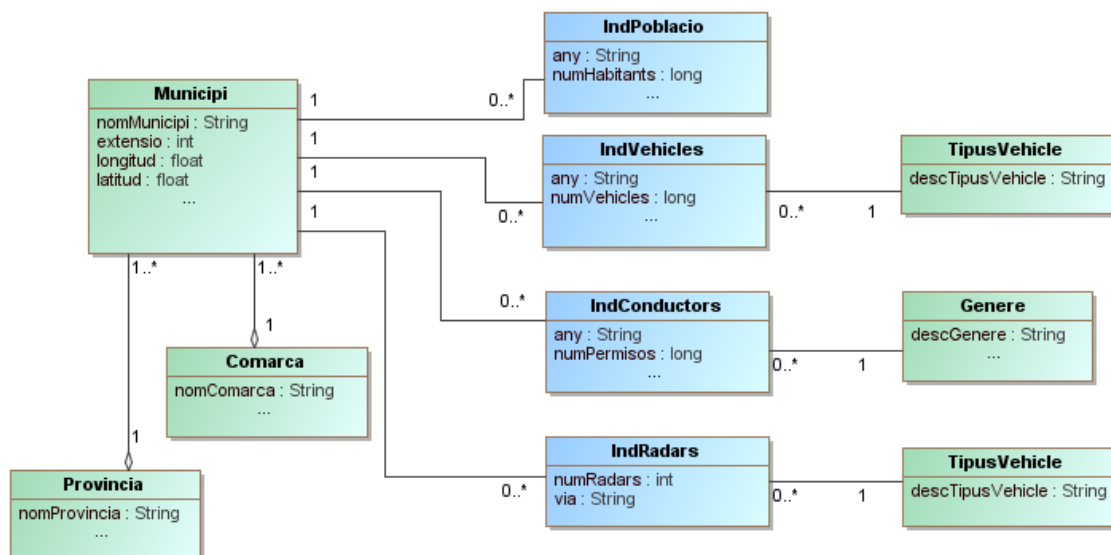 IndPoblacio
any : String
numHabitants : long
...
Municipi
nomMunicipi : String
extensio : int
longitud : float
latitud : float
...
1
0..*
1
1
1
IndVehicles
any : String
numVehicles : long
...
0..*
0..*
1
TipusVehicle
descTipusVehicle : String
1..*
1..*
0..*
IndConductors
any : String
numPermisos : long
...
0..*
1
Genere
descGenere : String
...
1
Comarca
nomComarca : String
...
1
Provincia
nomProvincia : String
...
0..*
IndRadars
numRadars : int
via : String
0..*
1
TipusVehicle
descTipusVehicle : String